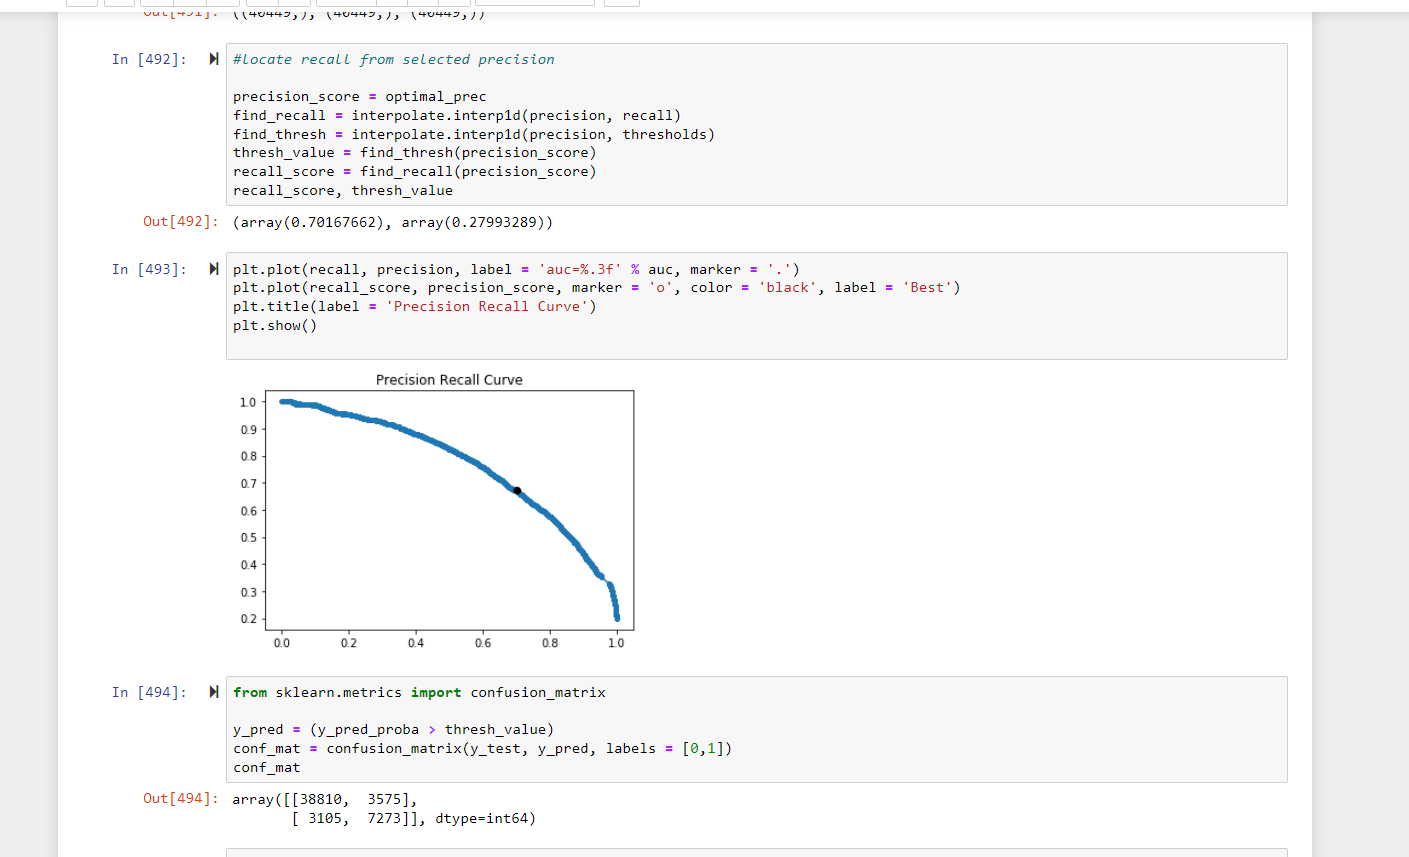 Out[491]: ((40449,), (40449,), (40449,))
In [492]:
#locate recall from selected precision
precision_score = optimal_prec
find_recall = interpolate.interp1d(precision, recall)
find_thresh = interpolate.interp1d(precision, thresholds)
thresh_value = find_thresh(precision_score)
recall_score = find_recall(precision_score)
recall_score, thresh_value
Out[492]: (array(0.70167662), array(0.27993289))
In [493]:
plt.plot(recall, precision, label = 'auc=%.3f' % auc, marker = '.')
plt.plot(recall_score, precision_score, marker = 'o', color = 'black', label = 'Best')
plt.title(label = 'Precision Recall Curve')
plt.show()
Precision Recall Curve
1.0
0.9
0.8
0.7
0.6
0.5
0.4
0.3
0.2
0.0 0.2 0.4 0.6 0.8 1.0
In [494]:
from sklearn.metrics import confusion_matrix
y_pred = (y_pred_proba > thresh_value)
conf_mat = confusion_matrix(y_test, y_pred, labels = [0,1])
conf_mat
Out[494]: array([[38810, 3575],
[ 3105, 7273]], dtype=int64)